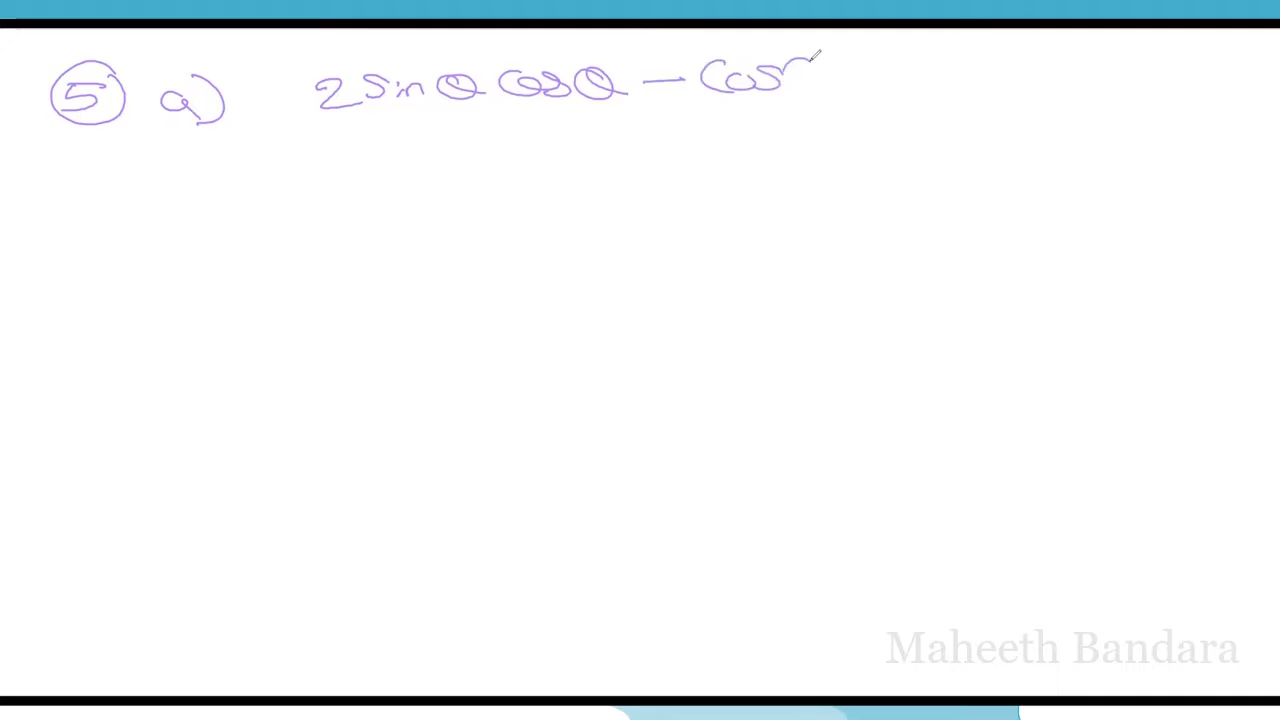 ⑤ a) 2 sin θ cos θ – cos
Maheeth Bandara